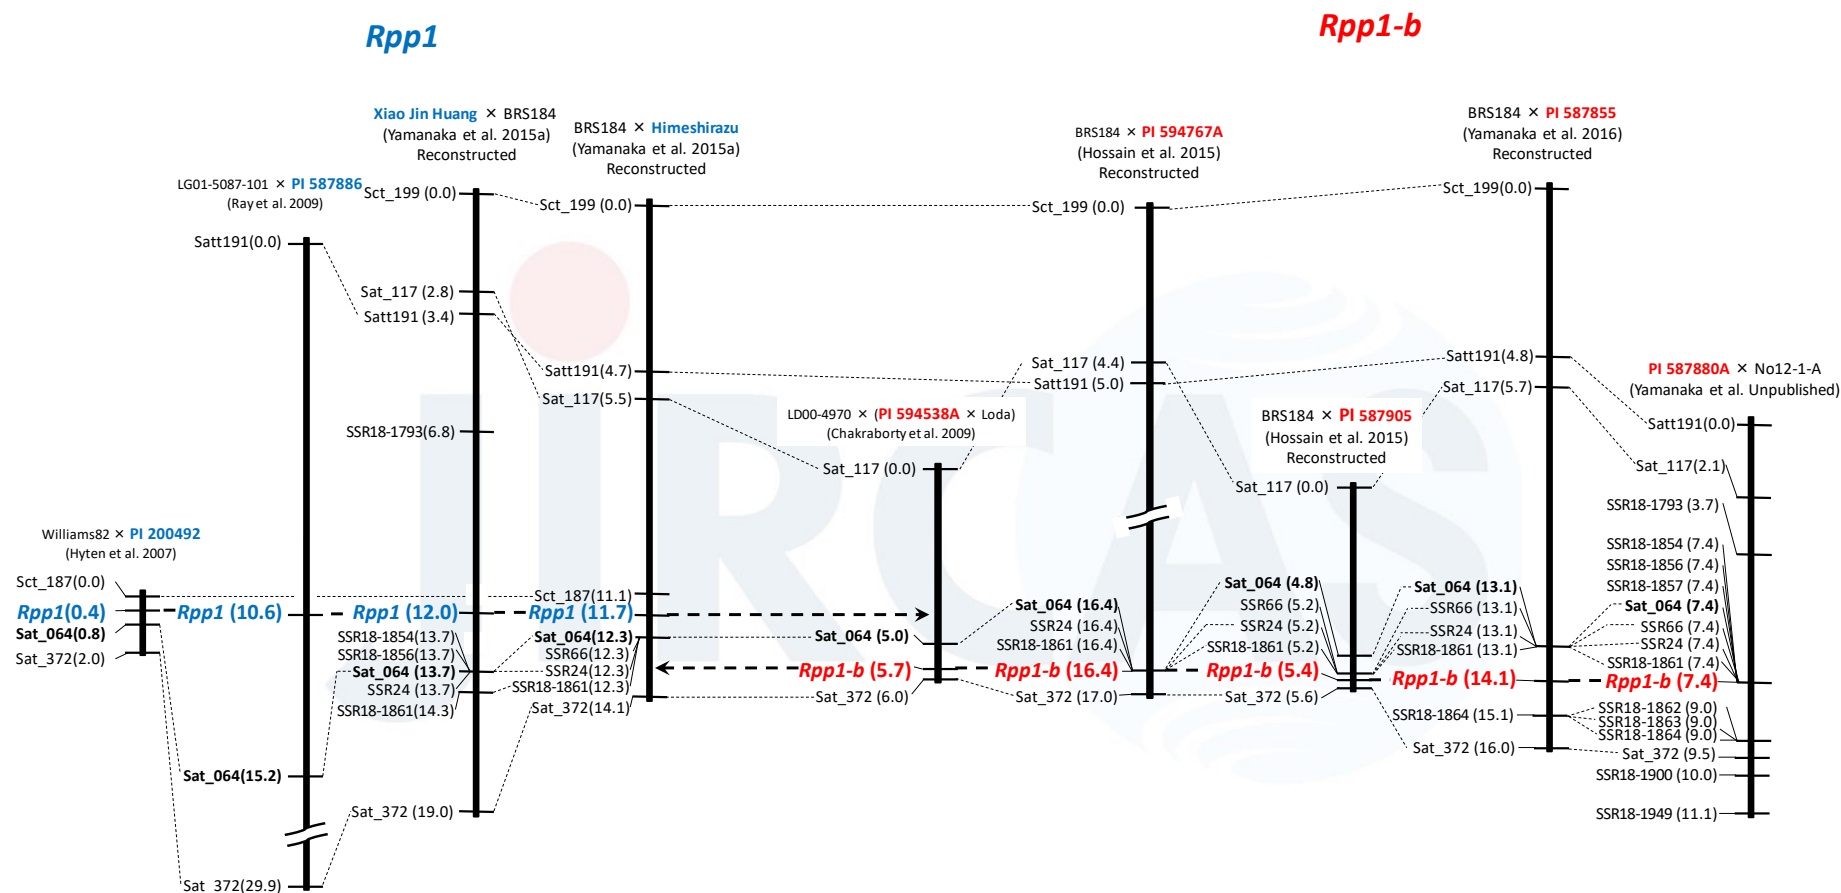 Rpp1
Rpp1-b
Williams82 × PI 200492
(Hyten et al. 2007)
Sct_187(0.0)
Rpp1(0.4)
Sat_064(0.8)
Sat_372(2.0)
LG01-5087-101 × PI 587886
(Ray et al. 2009)
Satt191(0.0)
Rpp1 (10.6)
Sat_064(15.2)
Sat_372(29.9)
Xiao Jin Huang × BRS184
(Yamanaka et al. 2015a)
Reconstructed
Sct_199 (0.0)
Sat_117 (2.8)
Satt191 (3.4)
SSR18-1793(6.8)
Rpp1 (12.0)
SSR18-1854(13.7)
SSR18-1856(13.7)
Sat_064 (13.7)
SSR24 (13.7)
SSR18-1861(14.3)
Sat_372 (19.0)
BRS184 × Himeshirazu
(Yamanaka et al. 2015a)
Reconstructed
Sct_199 (0.0)
Satt191(4.7)
Sat_117(5.5)
Sct_187(11.1)
Rpp1 (11.7)
Sat_064(12.3)
SSR66(12.3)
SSR24(12.3)
SSR18-1861(12.3)
Sat_372(14.1)
LD00-4970 × (PI 594538A × Loda)
(Chakraborty et al. 2009)
Sat_117 (0.0)
Sat_064 (5.0)
Rpp1-b (5.7)
Sat_372 (6.0)
BRS184 × PI 594767A
(Hossain et al. 2015)
Reconstructed
Sct_199 (0.0)
Sat_117 (4.4)
Satt191 (5.0)
Sat_064 (16.4)
SSR24 (16.4)
SSR18-1861 (16.4)
Rpp1-b (16.4)
Sat_372 (17.0)
BRS184 × PI 587905
(Hossain et al. 2015)
Reconstructed
Sat_117 (0.0)
Sat_064 (4.8)
SSR66 (5.2)
SSR24 (5.2)
SSR18-1861 (5.2)
Rpp1-b (5.4)
Sat_372 (5.6)
BRS184 × PI 587855
(Yamanaka et al. 2016)
Reconstructed
Sct_199(0.0)
Satt191(4.8)
Sat_117(5.7)
Sat_064 (13.1)
SSR66 (13.1)
SSR24 (13.1)
SSR18-1861 (13.1)
Rpp1-b (14.1)
SSR18-1864 (15.1)
Sat_372 (16.0)
PI 587880A × No12-1-A
(Yamanaka et al. Unpublished)
Satt191(0.0)
Sat_117(2.1)
SSR18-1793 (3.7)
SSR18-1854 (7.4)
SSR18-1856 (7.4)
SSR18-1857 (7.4)
Sat_064 (7.4)
SSR66 (7.4)
SSR24 (7.4)
SSR18-1861 (7.4)
Rpp1-b (7.4)
SSR18-1862 (9.0)
SSR18-1863 (9.0)
SSR18-1864 (9.0)
Sat_372 (9.5)
SSR18-1900 (10.0)
SSR18-1949 (11.1)
JIRCAS